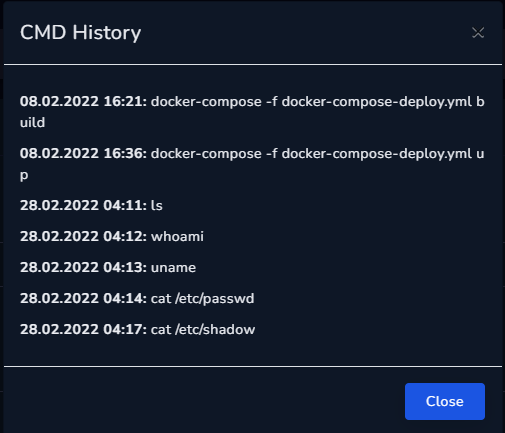 CMD History
08.02.2022 16:21: docker-compose -f docker-compose-deploy.yml b
uild
08.02.2022 16:36: docker-compose -f docker-compose-deploy.yml u
p
28.02.2022 04:11: ls
28.02.2022 04:12: whoami
28.02.2022 04:13: uname
28.02.2022 04:14: cat /etc/passwd
28.02.2022 04:17: cat /etc/shadow
Close